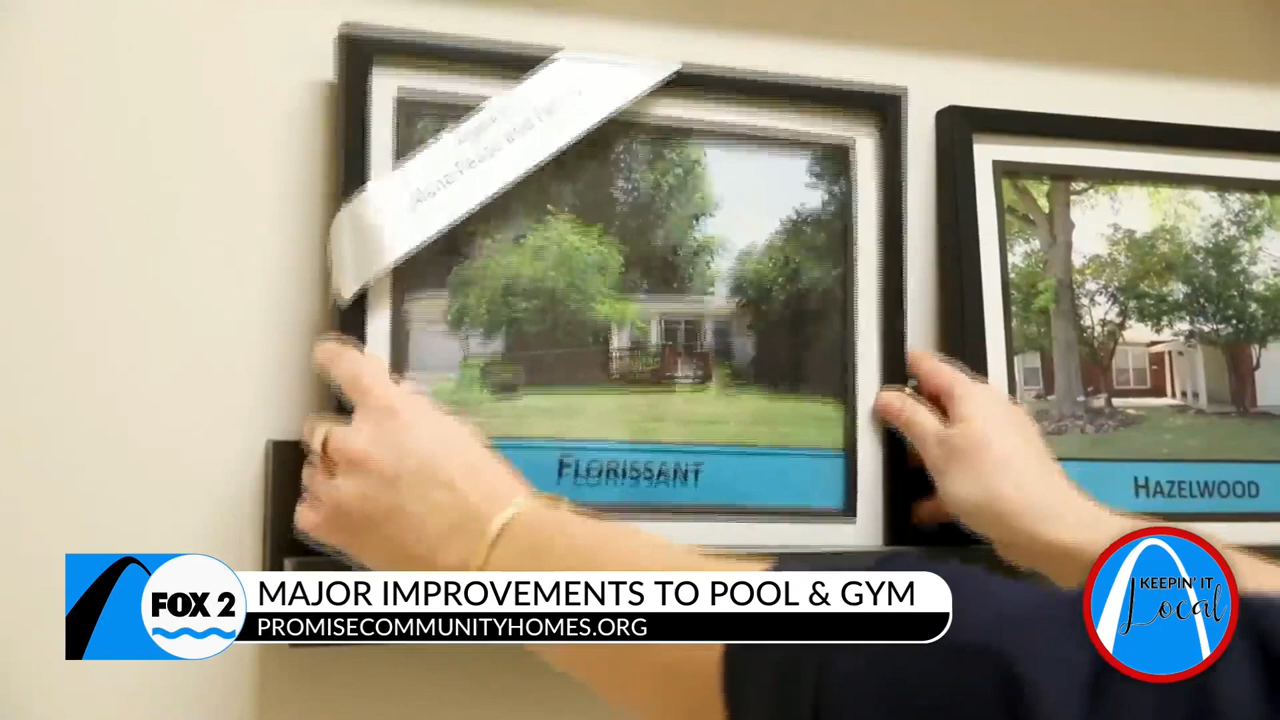 FLORISSANT
HAZELWOOD
FOX 2
MAJOR IMPROVEMENTS TO POOL & GYM
PROMISECOMMUNITYHOMES.ORG
KEEPIN' IT
Local